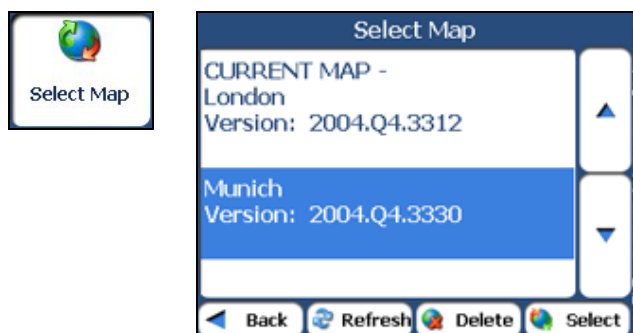 Select Map
Select Map
CURRENT MAP -
London
Version: 2004.Q4.3312
Munich
Version: 2004.Q4.3330
Back Refresh Delete Select